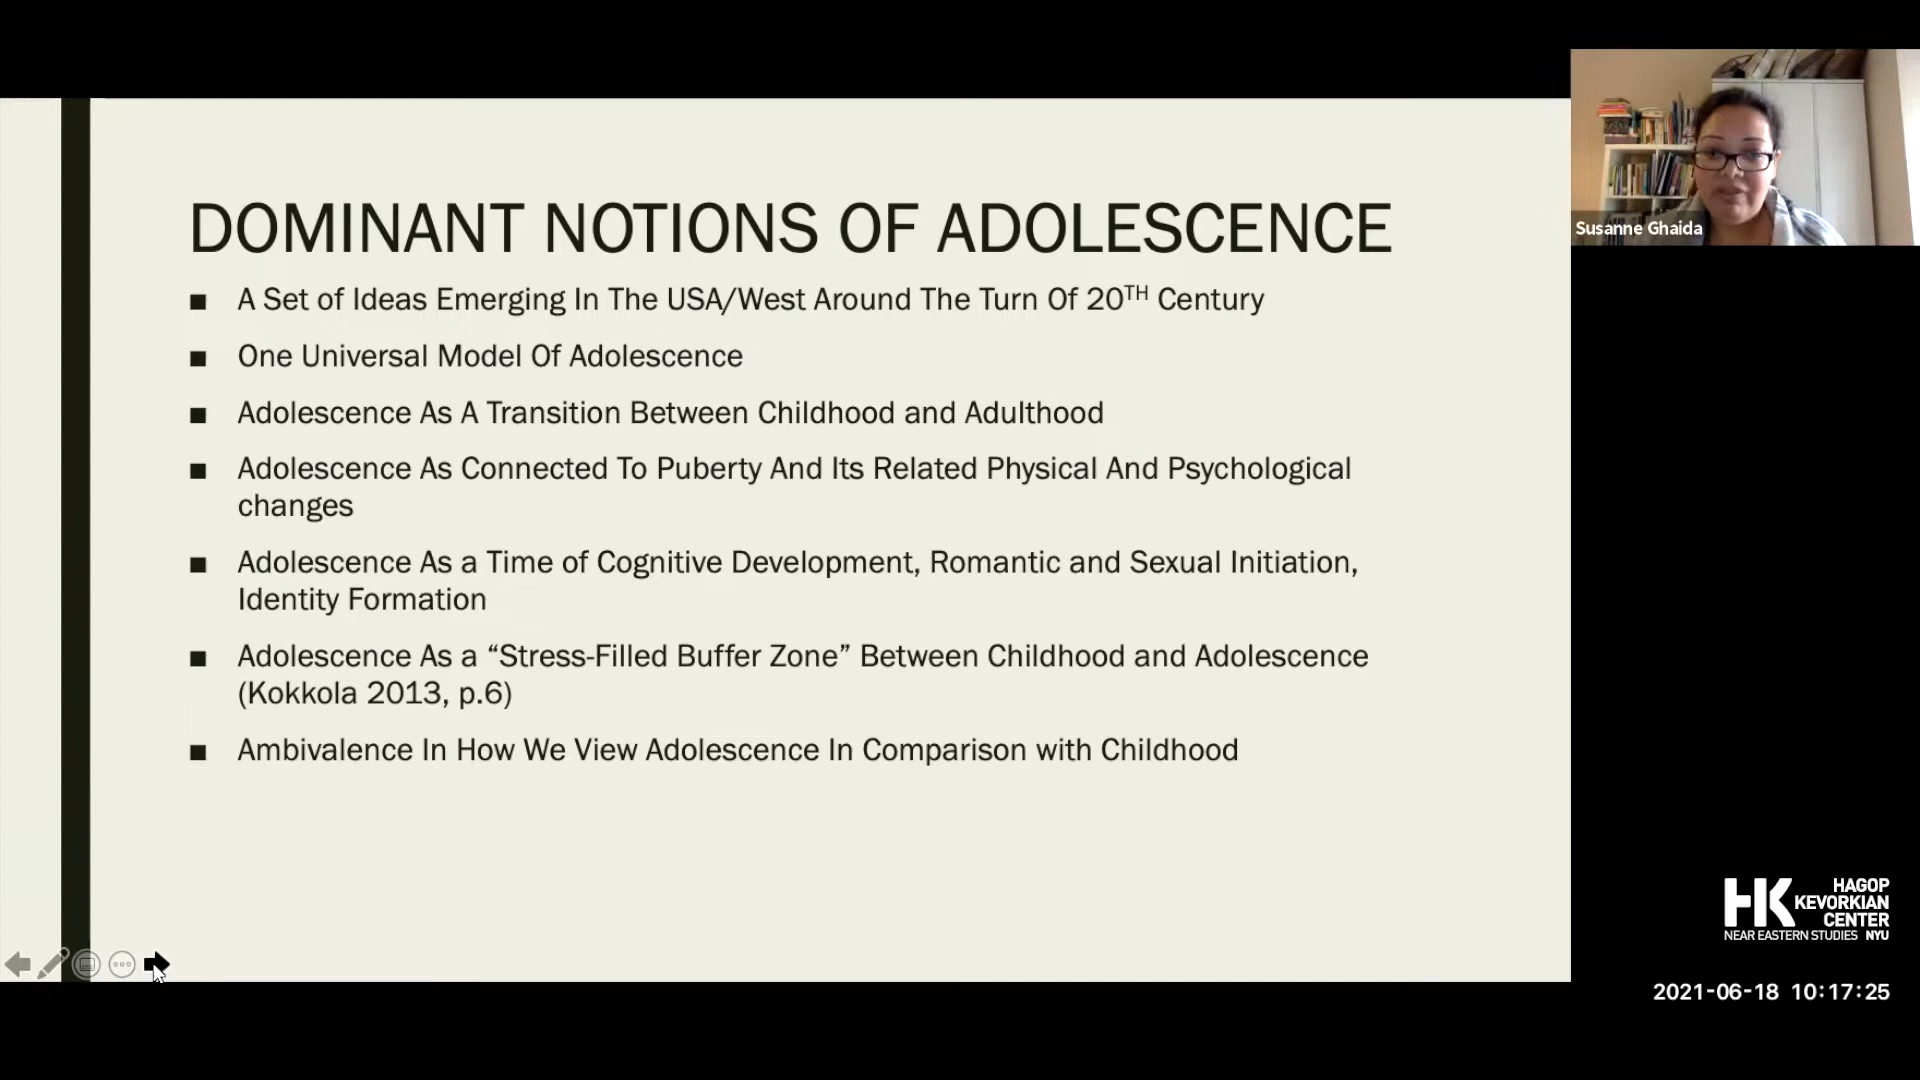 DOMINANT NOTIONS OF ADOLESCENCE
■ A Set of Ideas Emerging In The USA/West Around The Turn Of 20TH Century
■ One Universal Model Of Adolescence
■ Adolescence As A Transition Between Childhood and Adulthood
■ Adolescence As Connected To Puberty And Its Related Physical And Psychological
changes
■ Adolescence As a Time of Cognitive Development, Romantic and Sexual Initiation,
Identity Formation
■ Adolescence As a “Stress-Filled Buffer Zone” Between Childhood and Adolescence
(Kokkola 2013, p.6)
■ Ambivalence In How We View Adolescence In Comparison with Childhood
Susanne Ghaida
HK HAGOP
KEVORKIAN
CENTER
NEAR EASTERN STUDIES NYU
2021-06-18 10:17:25